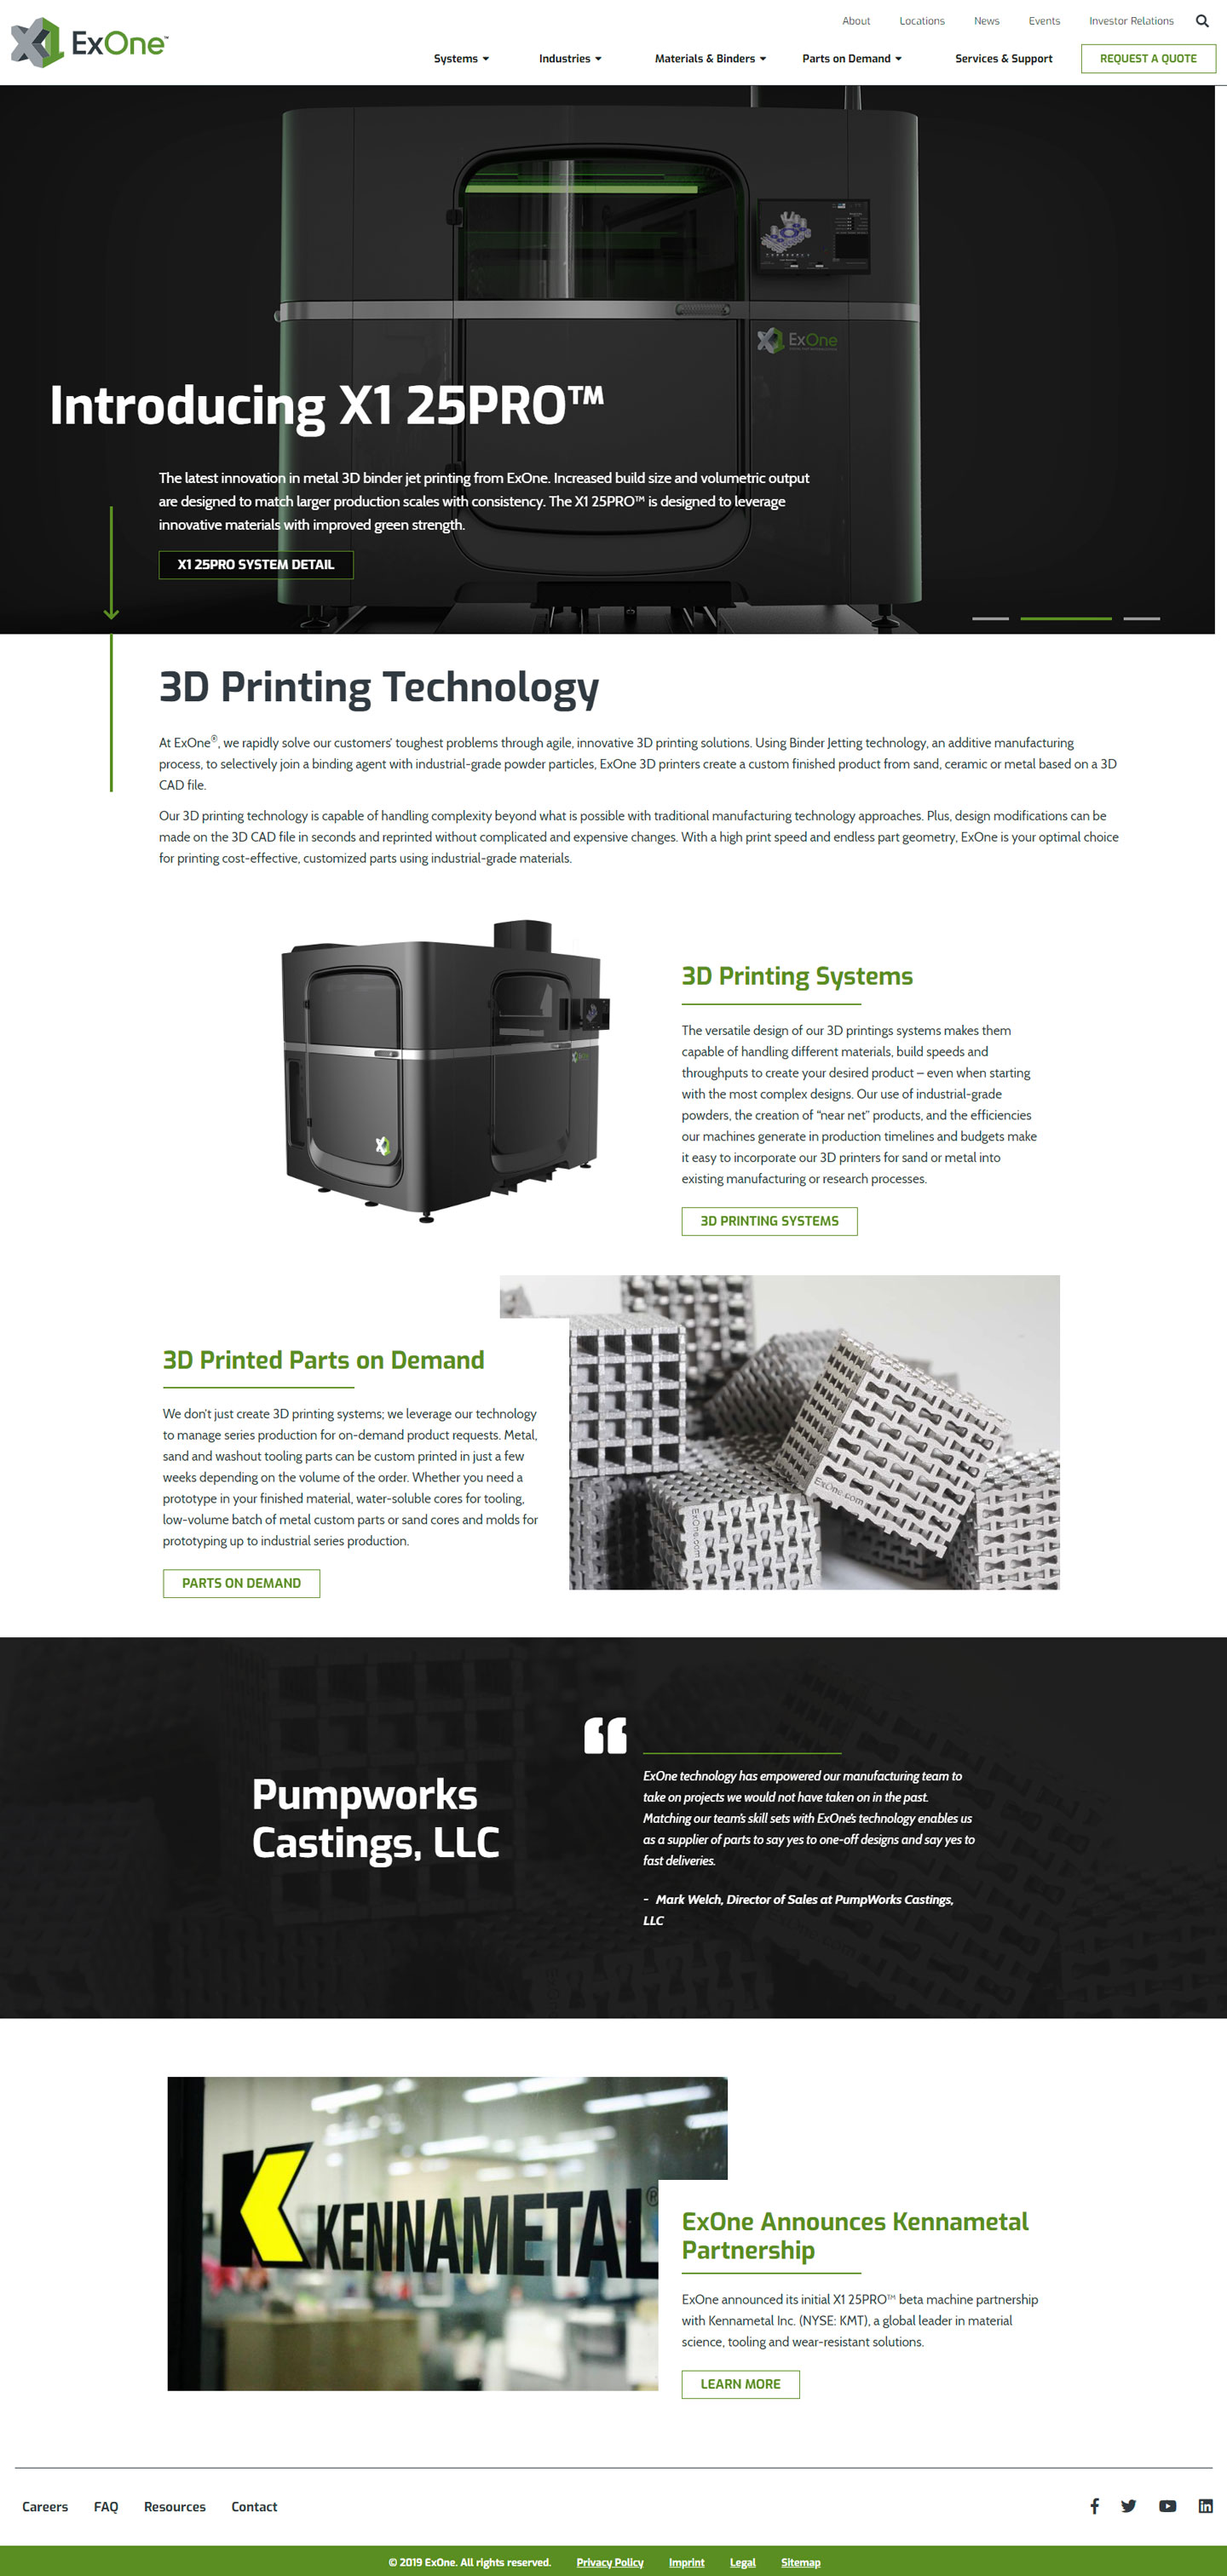 ExOne™
About Locations News Events Investor Relations
Systems Industries Materials & Binders Parts on Demand Services & Support REQUEST A QUOTE
ExOne
Introducing X1 25PRO™
The latest innovation in metal 3D binder jet printing from ExOne. Increased build size and volumetric output
are designed to match larger production scales with consistency. The X1 25PRO™ is designed to leverage
innovative materials with improved green strength.
X1 25PRO SYSTEM DETAIL
3D Printing Technology
At ExOne®, we rapidly solve our customers' toughest problems through agile, innovative 3D printing solutions. Using Binder Jetting technology, an additive manufacturing
process, to selectively join a binding agent with industrial-grade powder particles, ExOne 3D printers create a custom finished product from sand, ceramic or metal based on a 3D
CAD file.
Our 3D printing technology is capable of handling complexity beyond what is possible with traditional manufacturing technology approaches. Plus, design modifications can be
made on the 3D CAD file in seconds and reprinted without complicated and expensive changes. With a high print speed and endless part geometry, ExOne is your optimal choice
for printing cost-effective, customized parts using industrial-grade materials.
3D Printing Systems
The versatile design of our 3D printings systems makes them
capable of handling different materials, build speeds and
throughputs to create your desired product – even when starting
with the most complex designs. Our use of industrial-grade
powders, the creation of “near net” products, and the efficiencies
our machines generate in production timelines and budgets make
it easy to incorporate our 3D printers for sand or metal into
existing manufacturing or research processes.
3D PRINTING SYSTEMS
3D Printed Parts on Demand
We don't just create 3D printing systems; we leverage our technology
to manage series production for on-demand product requests. Metal,
sand and washout tooling parts can be custom printed in just a few
weeks depending on the volume of the order. Whether you need a
prototype in your finished material, water-soluble cores for tooling,
low-volume batch of metal custom parts or sand cores and molds for
prototyping up to industrial series production.
PARTS ON DEMAND
ExOne.com
ExOne.com
Pumpworks
Castings, LLC
ExOne technology has empowered our manufacturing team to
take on projects we would not have taken on in the past.
Matching our team's skill sets with ExOne's technology enables us
as a supplier of parts to say yes to one-off designs and say yes to
fast deliveries.
- Mark Welch, Director of Sales at PumpWorks Castings,
LLC
KENNAMETAL®
ExOne Announces Kennametal
Partnership
ExOne announced its initial X1 25PRO™ beta machine partnership
with Kennametal Inc. (NYSE: KMT), a global leader in material
science, tooling and wear-resistant solutions.
LEARN MORE
Careers FAQ Resources Contact
© 2019 ExOne. All rights reserved. Privacy Policy Imprint Legal Sitemap